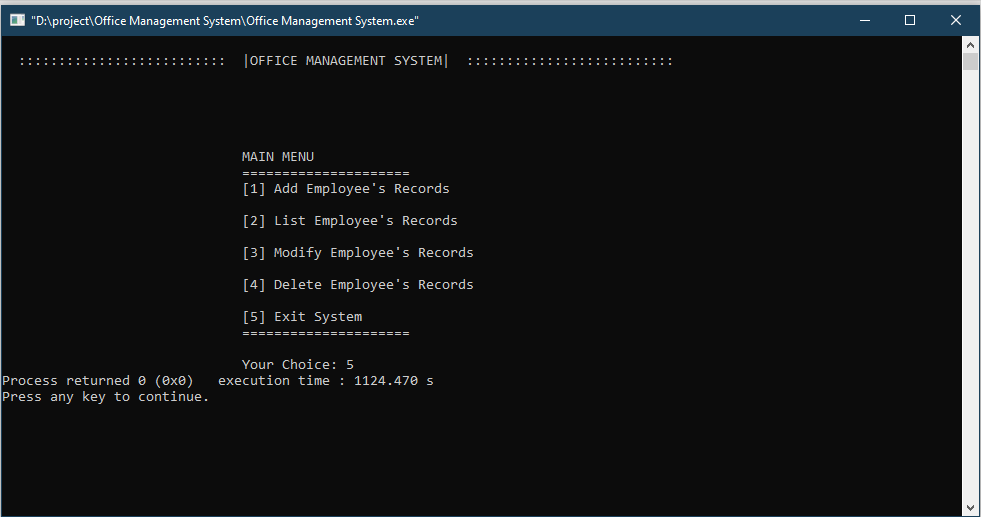 "D:\project\Office Management System\Office Management System.exe"
:::::::::::::::::::::::::: |OFFICE MANAGEMENT SYSTEM| ::::::::::::::::::::::::::
MAIN MENU
=====================
[1] Add Employee's Records
[2] List Employee's Records
[3] Modify Employee's Records
[4] Delete Employee's Records
[5] Exit System
=====================
Your Choice: 5
Process returned 0 (0x0)   execution time : 1124.470 s
Press any key to continue.